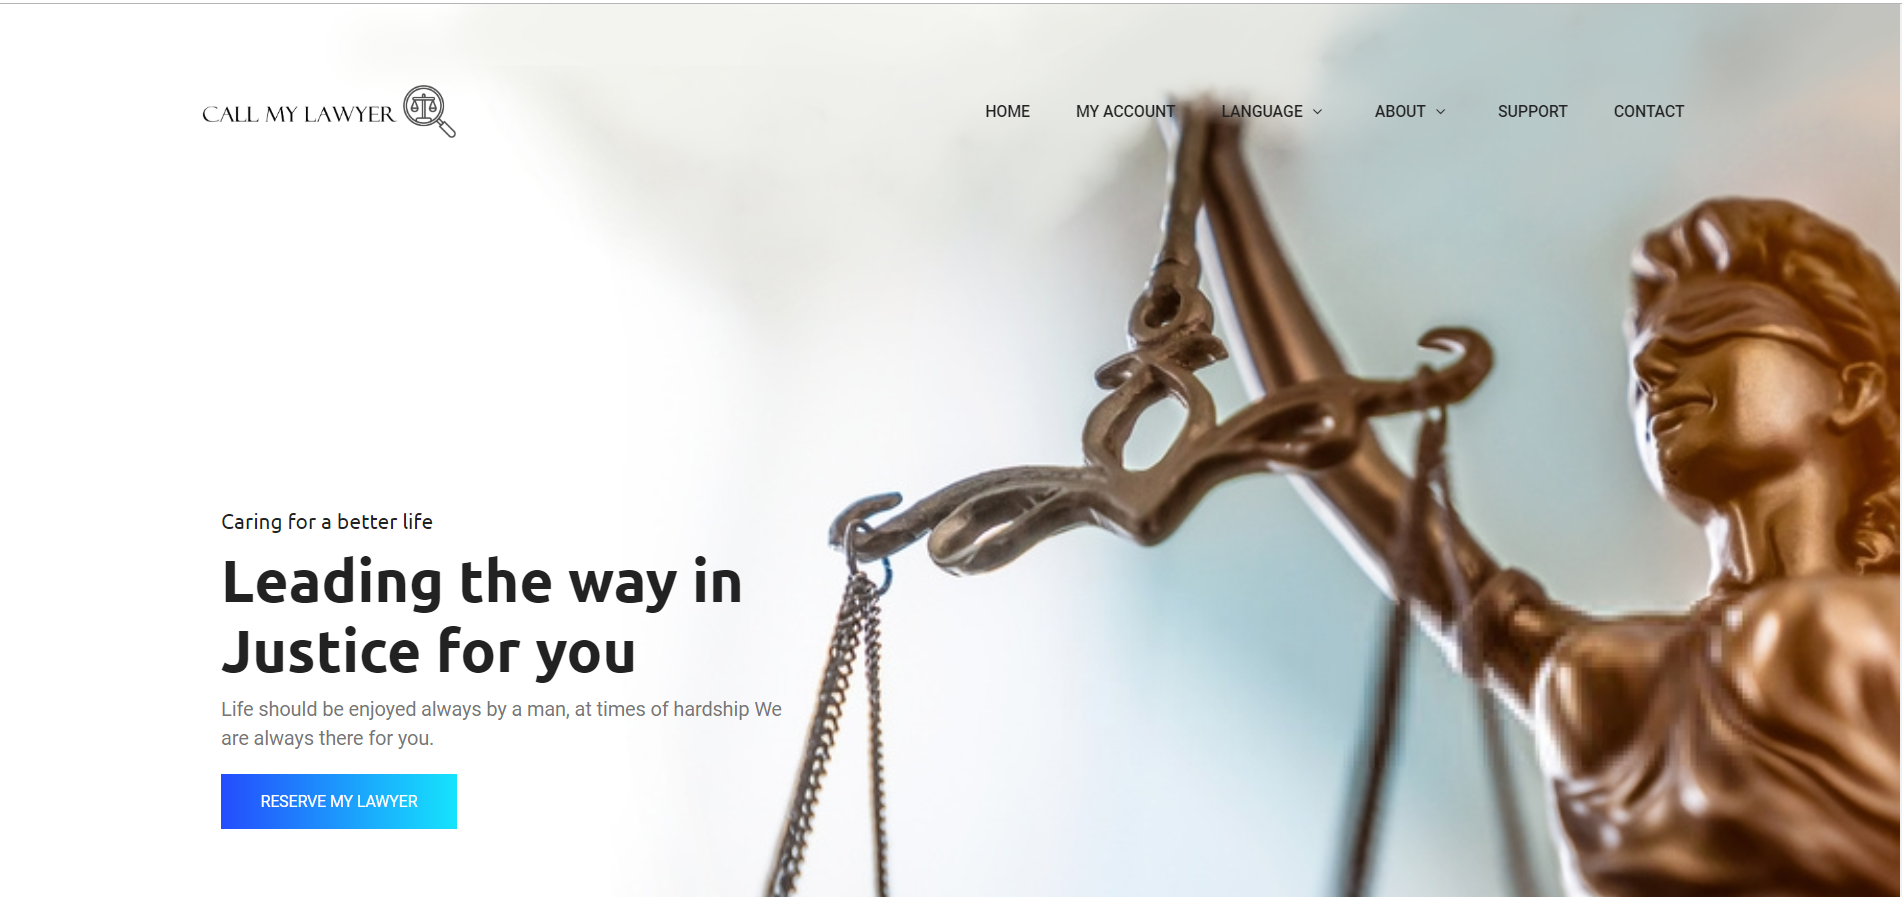 CALL MY LAWYER
HOME MY ACCOUNT LANGUAGE ABOUT SUPPORT CONTACT
Caring for a better life
Leading the way in
Justice for you
Life should be enjoyed always by a man, at times of hardship We
are always there for you.
RESERVE MY LAWYER